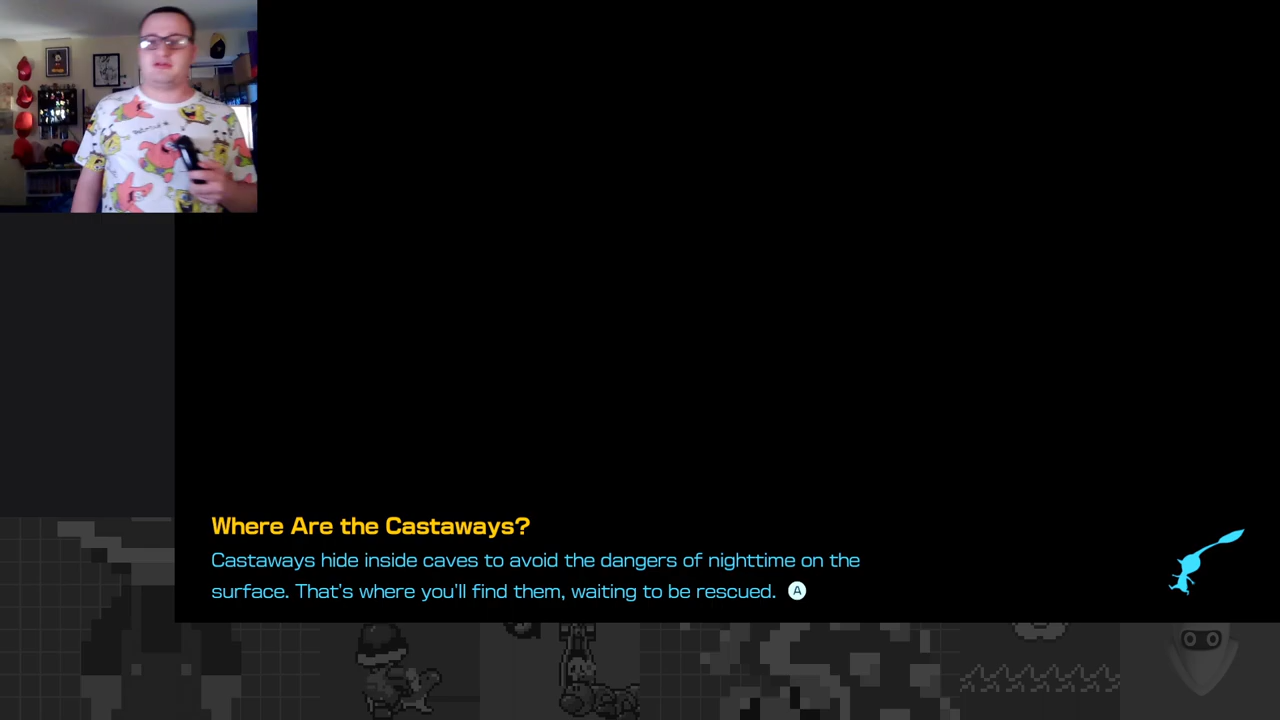 Where Are the Castaways?
Castaways hide inside caves to avoid the dangers of nighttime on the
surface. That's where you'll find them, waiting to be rescued. A